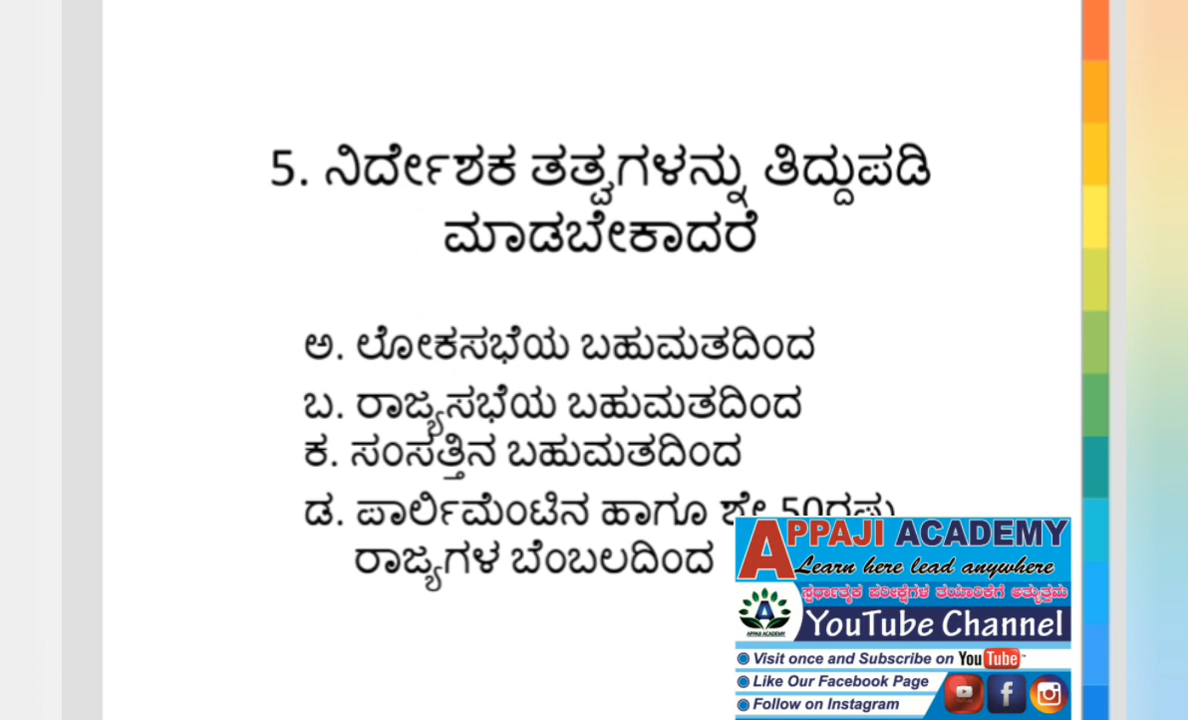 5. ನಿರ್ದೇಶಕ ತತ್ವಗಳನ್ನು ತಿದ್ದುಪಡಿ
ಮಾಡಬೇಕಾದರೆ
ಅ. ಲೋಕಸಭೆಯ ಬಹುಮತದಿಂದ
ಬ. ರಾಜ್ಯಸಭೆಯ ಬಹುಮತದಿಂದ
ಕ. ಸಂಸತ್ತಿನ ಬಹುಮತದಿಂದ
ಡ. ಪಾರ್ಲಿಮೆಂಟಿನ ಹಾಗೂ ಶೇ 50ರಷ್ಟು
ರಾಜ್ಯಗಳ ಬೆಂಬಲದಿಂದ
APPAJI ACADEMY
Learn here lead anywhere
ಸ್ಪರ್ಧಾತ್ಮಕ ಪರೀಕ್ಷೆಗಳ ತಯಾರಿಕೆಗೆ ಅತ್ಯುತ್ತಮ
YouTube Channel
APPAJI ACADEMY
Visit once and Subscribe on YouTube
Like Our Facebook Page
Follow on Instagram